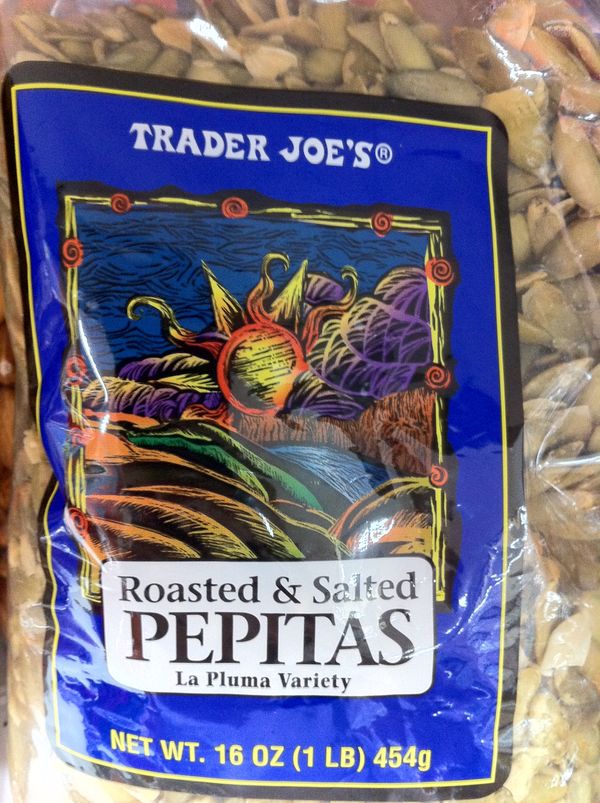 TRADER JOE'S®
Roasted & Salted
PEPITAS
La Pluma Variety
NET WT. 16 OZ (1 LB) 454g